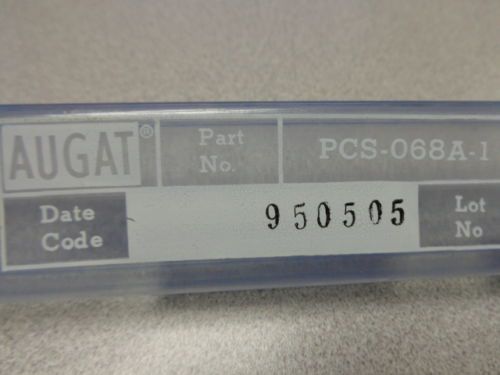 AUGAT® Part No. PCS-068A-1
Date Code 950505 Lot No